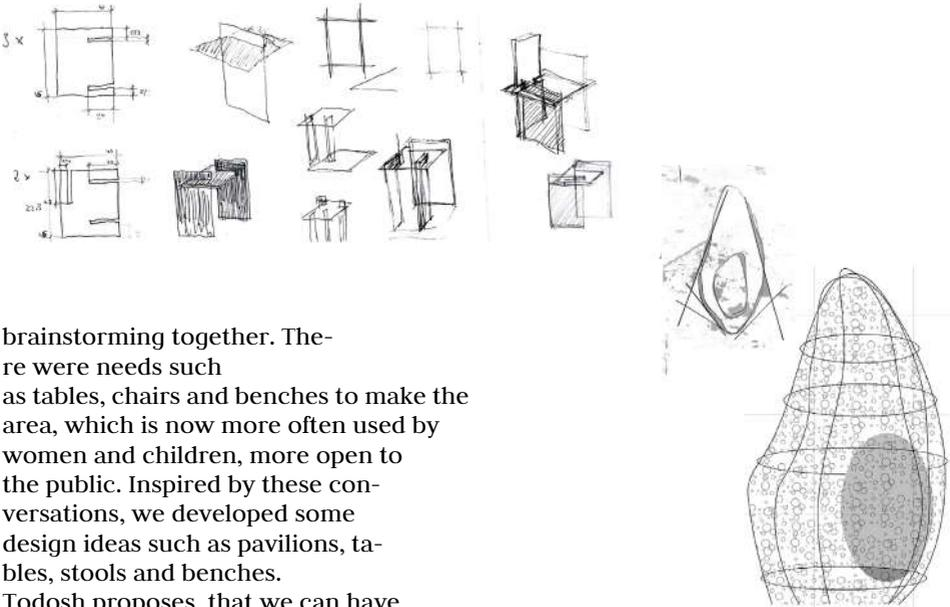 3 x
2 x
brainstorming together. The-
re were needs such
as tables, chairs and benches to make the
area, which is now more often used by
women and children, more open to
the public. Inspired by these con-
versations, we developed some
design ideas such as pavilions, ta-
bles, stools and benches.
Todosh proposes, that we can have